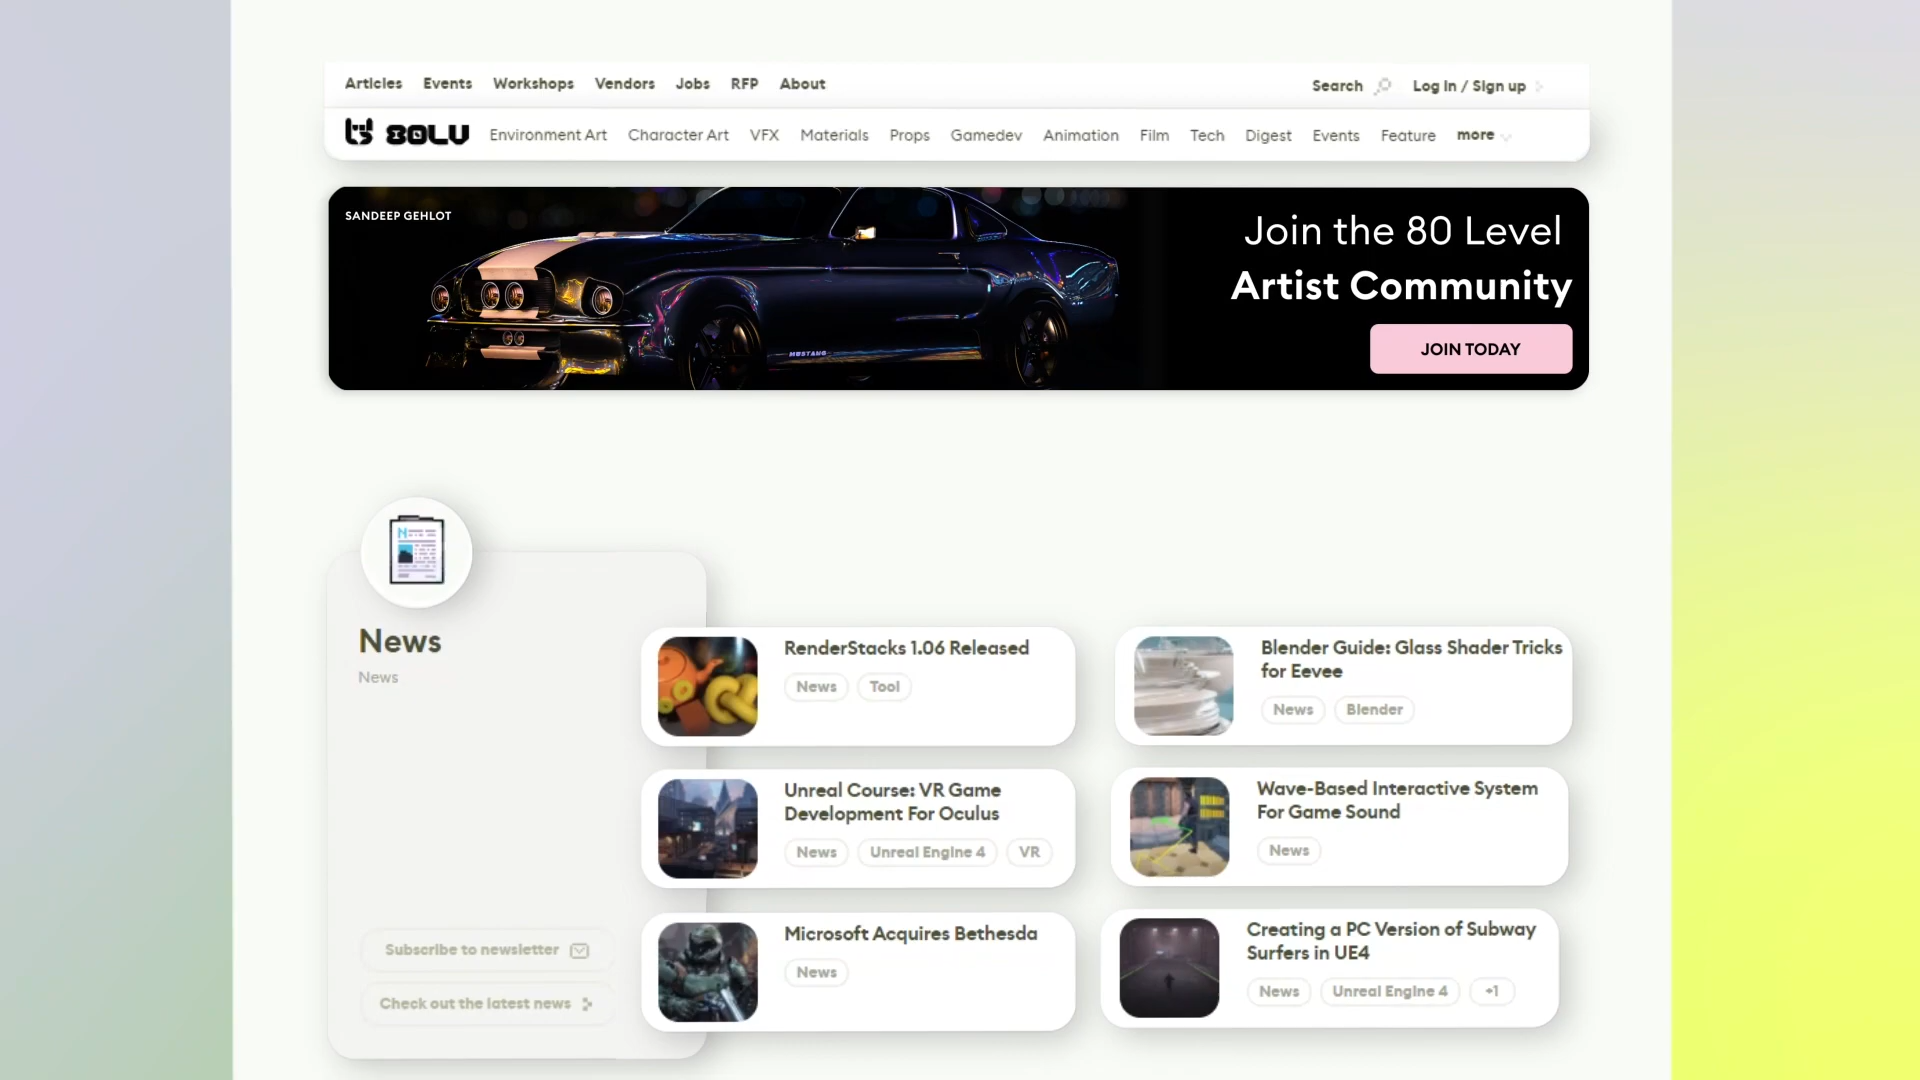 Articles Events Workshops Vendors Jobs RFP About
Search Log in / Sign up
80LV Environment Art Character Art VFX Materials Props Gamedev Animation Film Tech Digest Events Feature more
SANDEEP GEHLOT
MUSTANG
Join the 80 Level
Artist Community
JOIN TODAY
News
News
Subscribe to newsletter
Check out the latest news
RenderStacks 1.06 Released
News Tool
Blender Guide: Glass Shader Tricks
for Eevee
News Blender
Unreal Course: VR Game
Development For Oculus
News Unreal Engine 4 VR
Wave-Based Interactive System
For Game Sound
News
Microsoft Acquires Bethesda
News
Creating a PC Version of Subway
Surfers in UE4
News Unreal Engine 4 +1